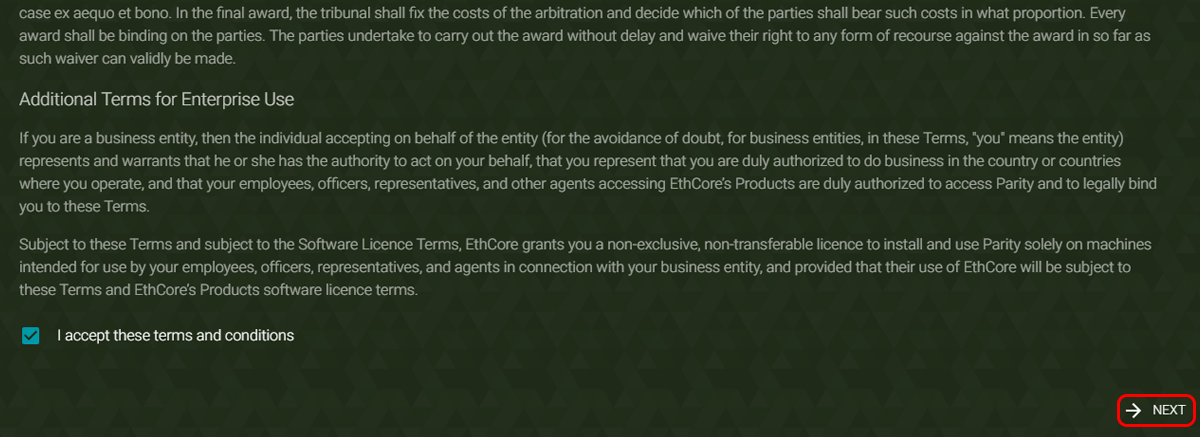 case ex aequo et bono. In the final award, the tribunal shall fix the costs of the arbitration and decide which of the parties shall bear such costs in what proportion. Every
award shall be binding on the parties. The parties undertake to carry out the award without delay and waive their right to any form of recourse against the award in so far as
such waiver can validly be made.
Additional Terms for Enterprise Use
If you are a business entity, then the individual accepting on behalf of the entity (for the avoidance of doubt, for business entities, in these Terms, "you" means the entity)
represents and warrants that he or she has the authority to act on your behalf, that you represent that you are duly authorized to do business in the country or countries
where you operate, and that your employees, officers, representatives, and other agents accessing EthCore's Products are duly authorized to access Parity and to legally bind
you to these Terms.
Subject to these Terms and subject to the Software Licence Terms, EthCore grants you a non-exclusive, non-transferable licence to install and use Parity solely on machines
intended for use by your employees, officers, representatives, and agents in connection with your business entity, and provided that their use of EthCore will be subject to
these Terms and EthCore's Products software licence terms.
I accept these terms and conditions
NEXT